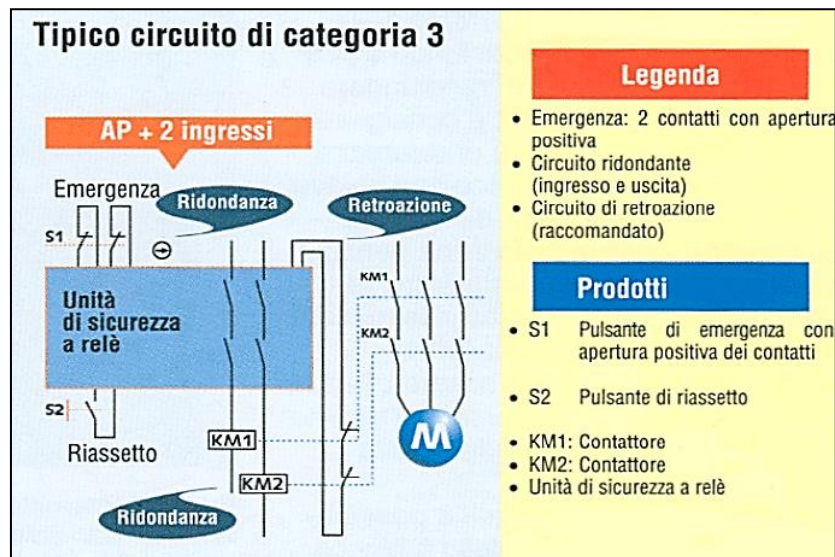 Tipico circuito di categoria 3
AP + 2 ingressi
Emergenza
Ridondanza
Retroazione
S1
KM1
Unità
di sicurezza
a relè
KM2
S2
M
KM1
Riassetto
KM2
Ridondanza
Legenda
• Emergenza: 2 contatti con apertura
positiva
• Circuito ridondante
(ingresso e uscita)
• Circuito di retroazione
(raccomandato)
Prodotti
• S1 Pulsante di emergenza con
apertura positiva dei contatti
• S2 Pulsante di riassetto
• KM1: Contattore
• KM2: Contattore
• Unità di sicurezza a relè